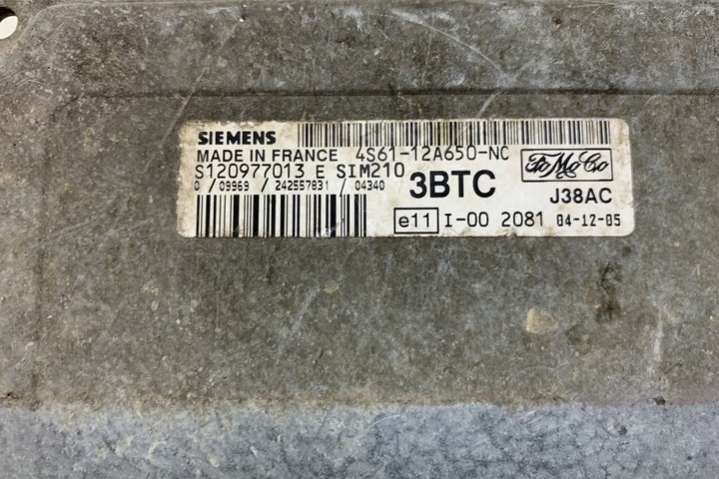 SIEMENS
MADE IN FRANCE 4S61-12A650-NC
S120977013 E SIM210
0 / 09969 / 242557831 / 04340
3BTC
FoMoCo
J38AC
e11 I-00 2081 04-12-05